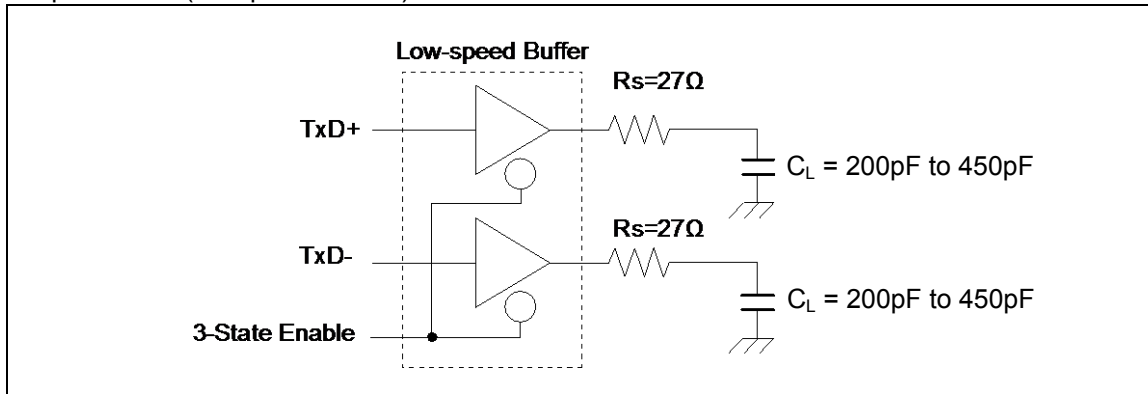 Low-speed Buffer
Rs=27Ω
TxD+
C_L = 200pF to 450pF
Rs=27Ω
TxD-
C_L = 200pF to 450pF
3-State Enable